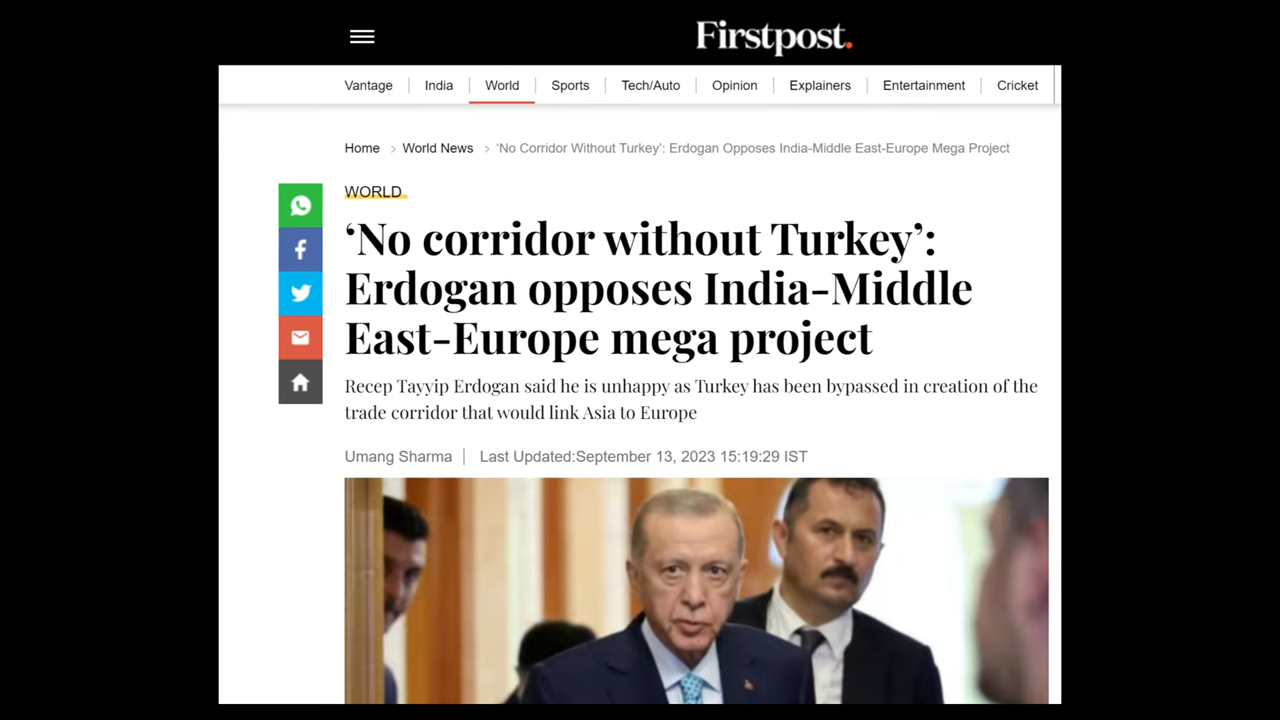 Firstpost.
Vantage India World Sports Tech/Auto Opinion Explainers Entertainment Cricket
Home > World News > ‘No Corridor Without Turkey’: Erdogan Opposes India-Middle East-Europe Mega Project
WORLD
‘No corridor without Turkey’:
Erdogan opposes India-Middle
East-Europe mega project
Recep Tayyip Erdogan said he is unhappy as Turkey has been bypassed in creation of the
trade corridor that would link Asia to Europe
Umang Sharma | Last Updated:September 13, 2023 15:19:29 IST